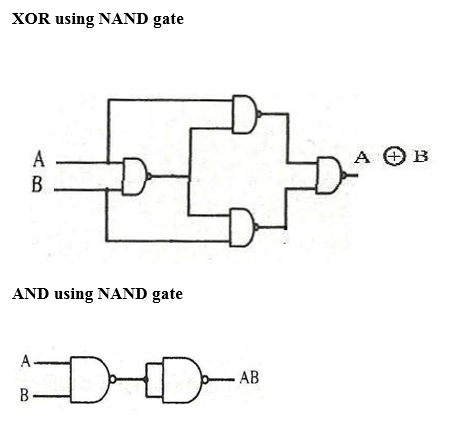 XOR using NAND gate
A
B
A ⊕ B
AND using NAND gate
A
B
AB